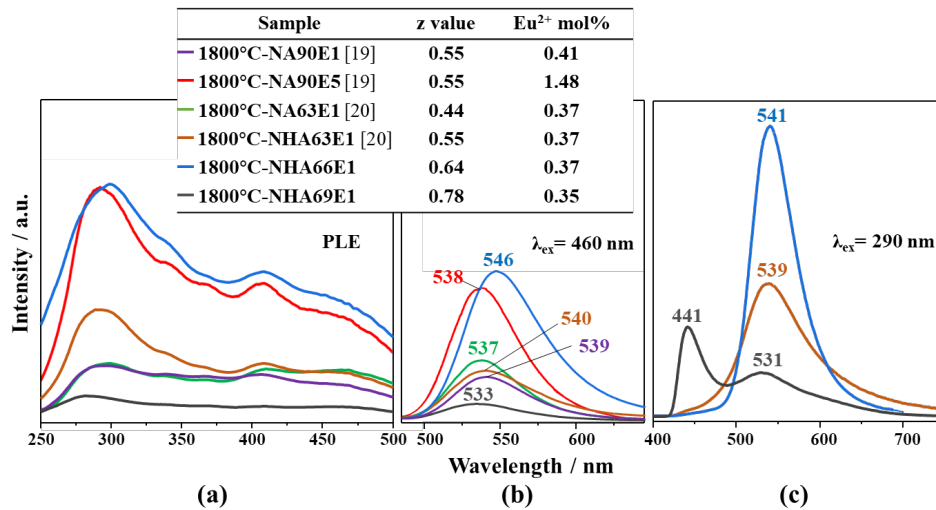 Sample z value Eu²⁺ mol%
1800°C-NA90E1 [19] 0.55 0.41
1800°C-NA90E5 [19] 0.55 1.48
1800°C-NA63E1 [20] 0.44 0.37
1800°C-NHA63E1 [20] 0.55 0.37
1800°C-NHA66E1 0.64 0.37
1800°C-NHA69E1 0.78 0.35
Intensity / a.u.
PLE
250 300 350 400 450 500
(a)
λex= 460 nm
546
538
540
537
539
533
500 550 600
Wavelength / nm
(b)
541
λex= 290 nm
539
441
531
400 500 600 700
(c)